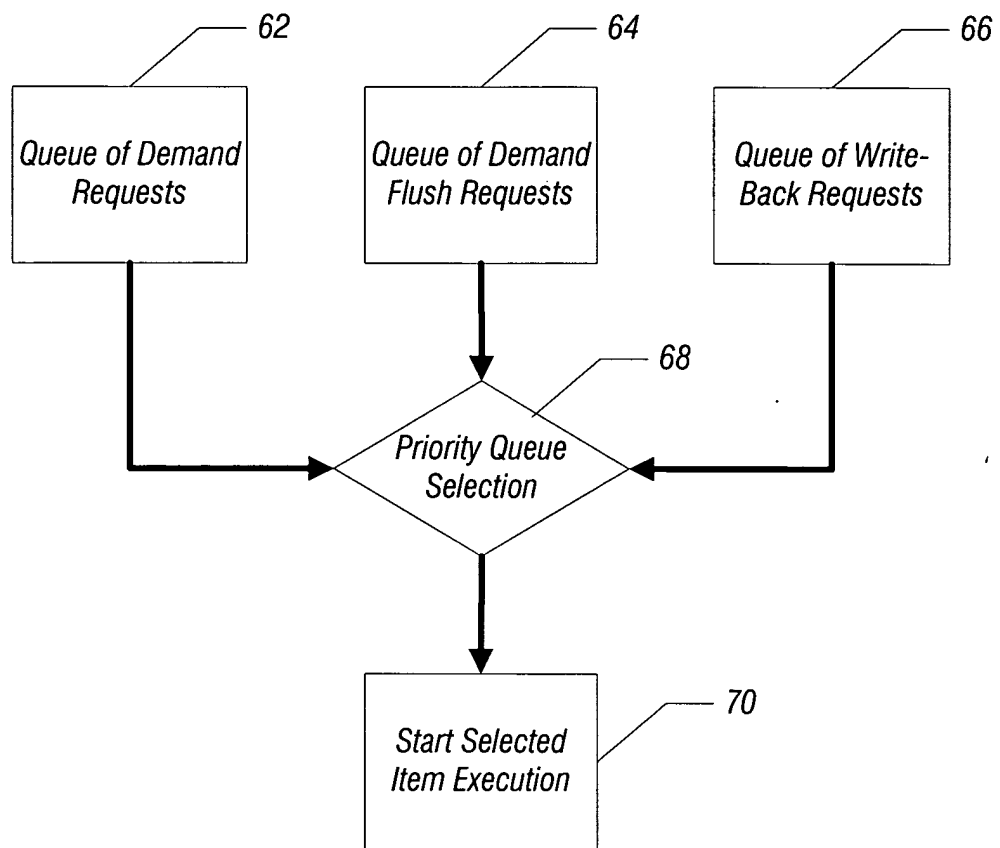 62
64
66
Queue of Demand
Requests
Queue of Demand
Flush Requests
Queue of Write-
Back Requests
68
Priority Queue
Selection
70
Start Selected
Item Execution